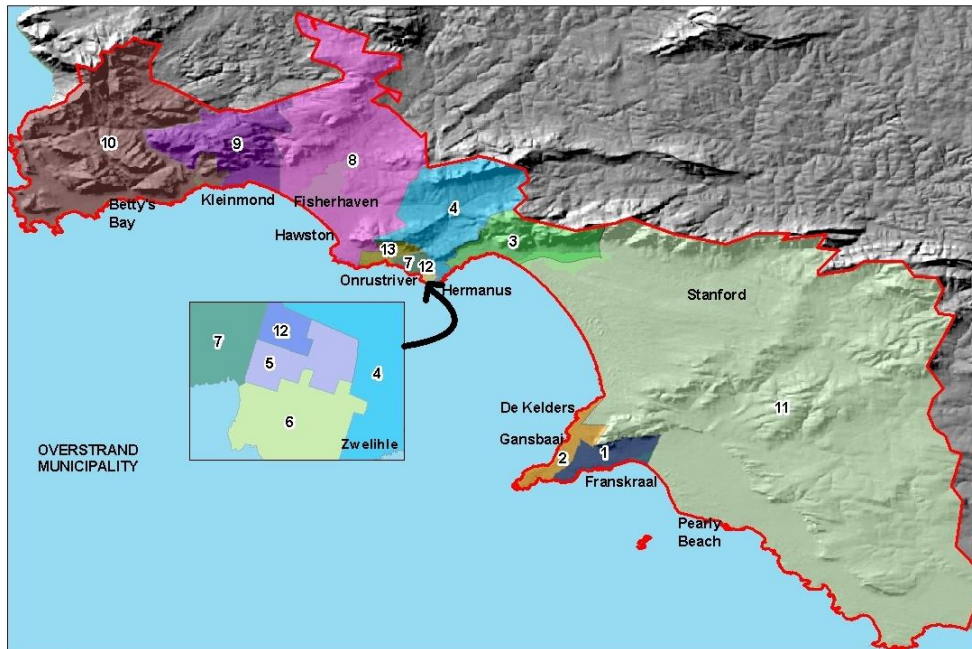 10
9
8
Betty's
Bay
Kleinmond
Fisherhaven
4
Hawston
3
13
7
12
Onrustriver
Hermanus
Stanford
12
7
5
4
6
Zwelihle
OVERSTRAND
MUNICIPALITY
De Kelders
11
Gansbaai
1
2
Franskraal
Pearly
Beach